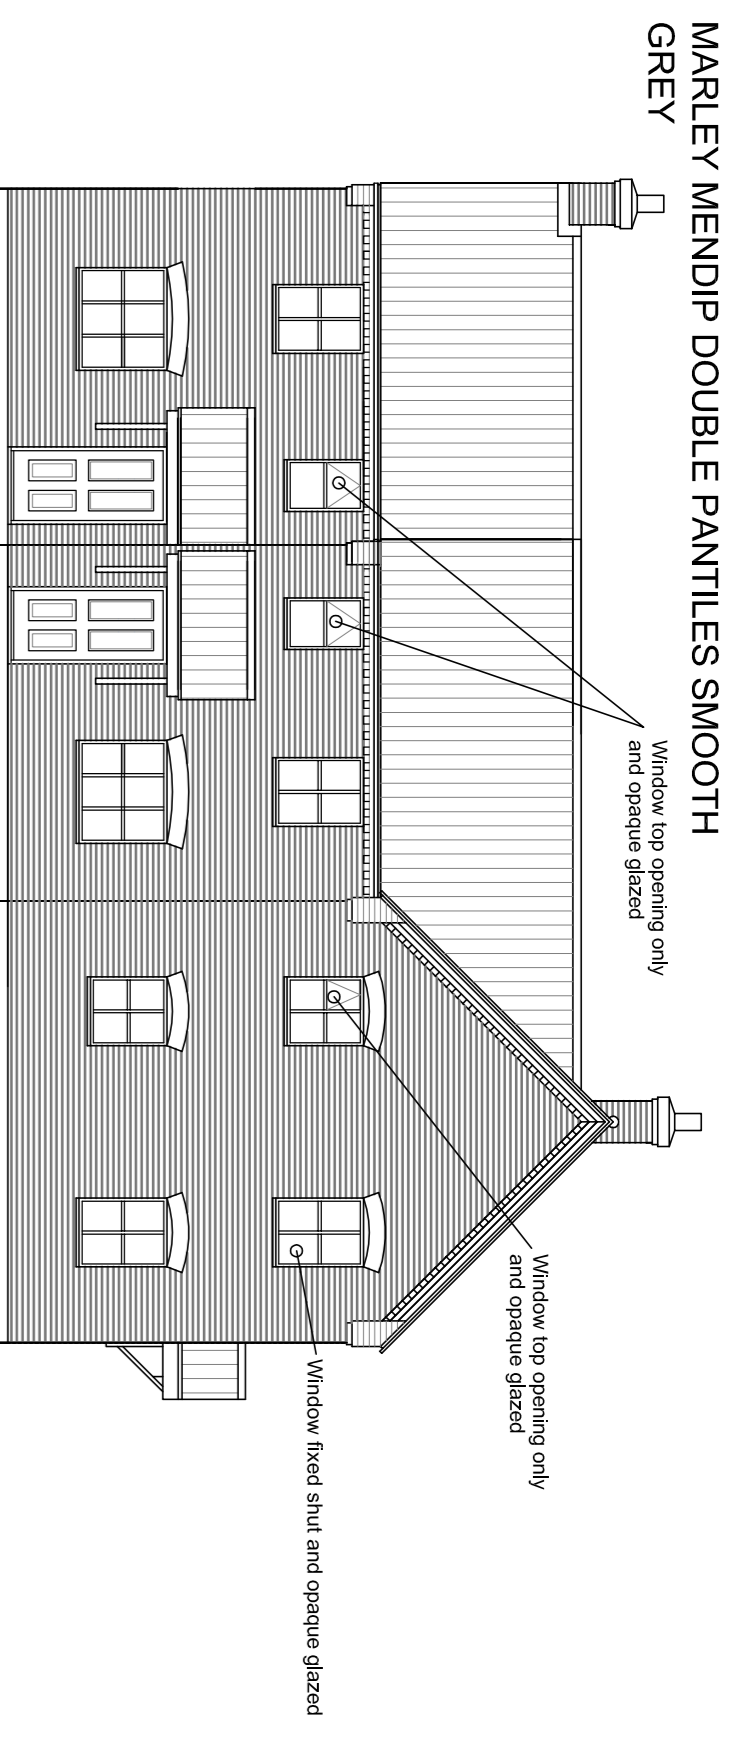 MARLEY MENDIP DOUBLE PANTILES SMOOTH
GREY
Window top opening only
and opaque glazed
Window top opening only
and opaque glazed
Window fixed shut and opaque glazed